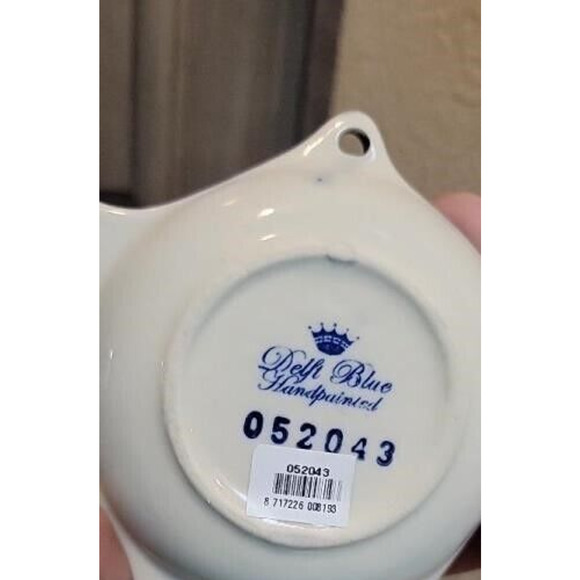 Delft Blue
Handpainted
052043
052043
8 717226 008193